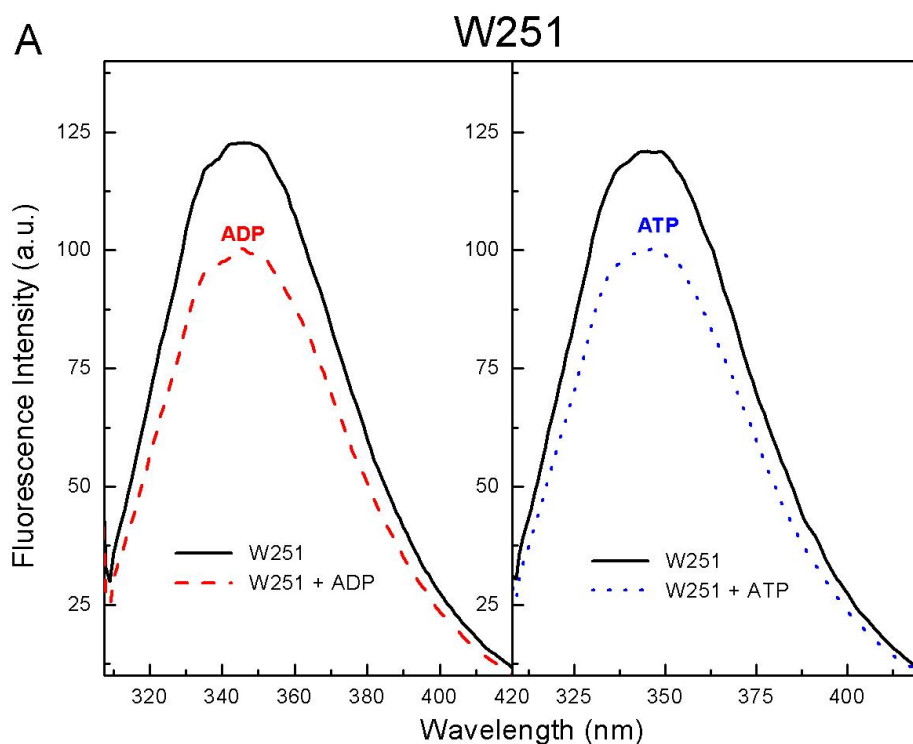 A
W251
Fluorescence Intensity (a.u.)
125
100
75
50
25
ADP
W251
W251 + ADP
320
340
360
380
400
420
125
100
75
50
25
ATP
W251
W251 + ATP
325
350
375
400
Wavelength (nm)